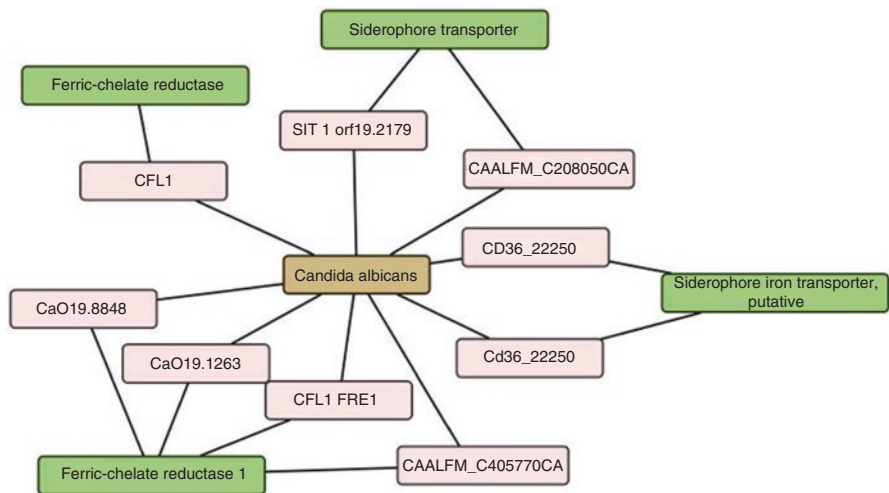 Siderophore transporter
Ferric-chelate reductase
SIT 1 orf19.2179
CAALFM_C208050CA
CFL1
CD36_22250
Candida albicans
Siderophore iron transporter,
putative
CaO19.8848
Cd36_22250
CaO19.1263
CFL1 FRE1
CAALFM_C405770CA
Ferric-chelate reductase 1